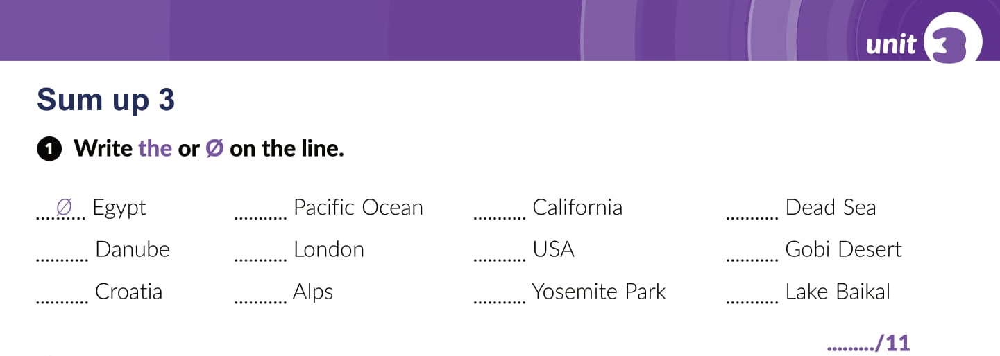 unit 3
Sum up 3
1 Write the or Ø on the line.
....Ø.... Egypt ........... Pacific Ocean ........... California ........... Dead Sea
........... Danube ........... London ........... USA ........... Gobi Desert
........... Croatia ........... Alps ........... Yosemite Park ........... Lake Baikal
........./11